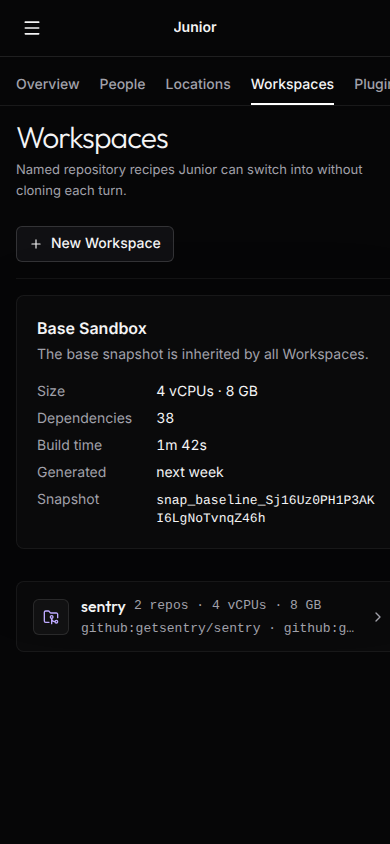 Junior
Overview People Locations Workspaces Plugin
Workspaces
Named repository recipes Junior can switch into without
cloning each turn.
+ New Workspace
Base Sandbox
The base snapshot is inherited by all Workspaces.
Size 4 vCPUs · 8 GB
Dependencies 38
Build time 1m 42s
Generated next week
Snapshot snap_baseline_Sj16Uz0PH1P3AK
I6LgNoTvnqZ46h
sentry 2 repos · 4 vCPUs · 8 GB
github:getsentry/sentry · github:g…